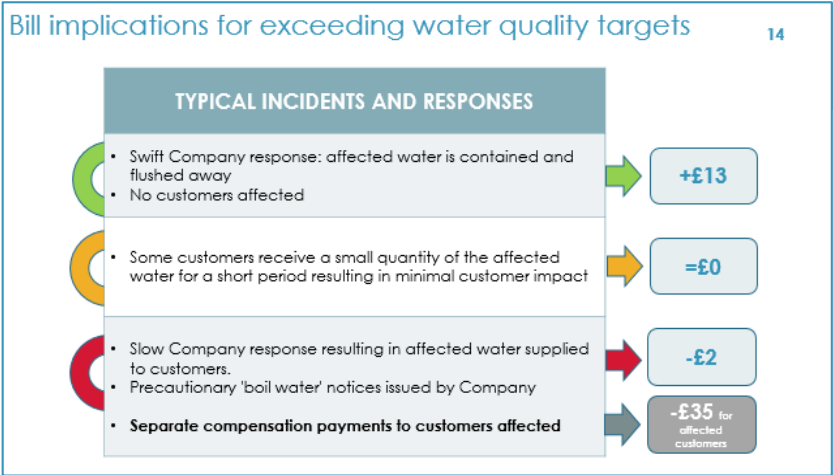 Bill implications for exceeding water quality targets
14
TYPICAL INCIDENTS AND RESPONSES
• Swift Company response: affected water is contained and
flushed away
• No customers affected
+£13
• Some customers receive a small quantity of the affected
water for a short period resulting in minimal customer impact
=£0
• Slow Company response resulting in affected water supplied
to customers.
• Precautionary 'boil water' notices issued by Company
-£2
• Separate compensation payments to customers affected
-£35 for
affected
customers